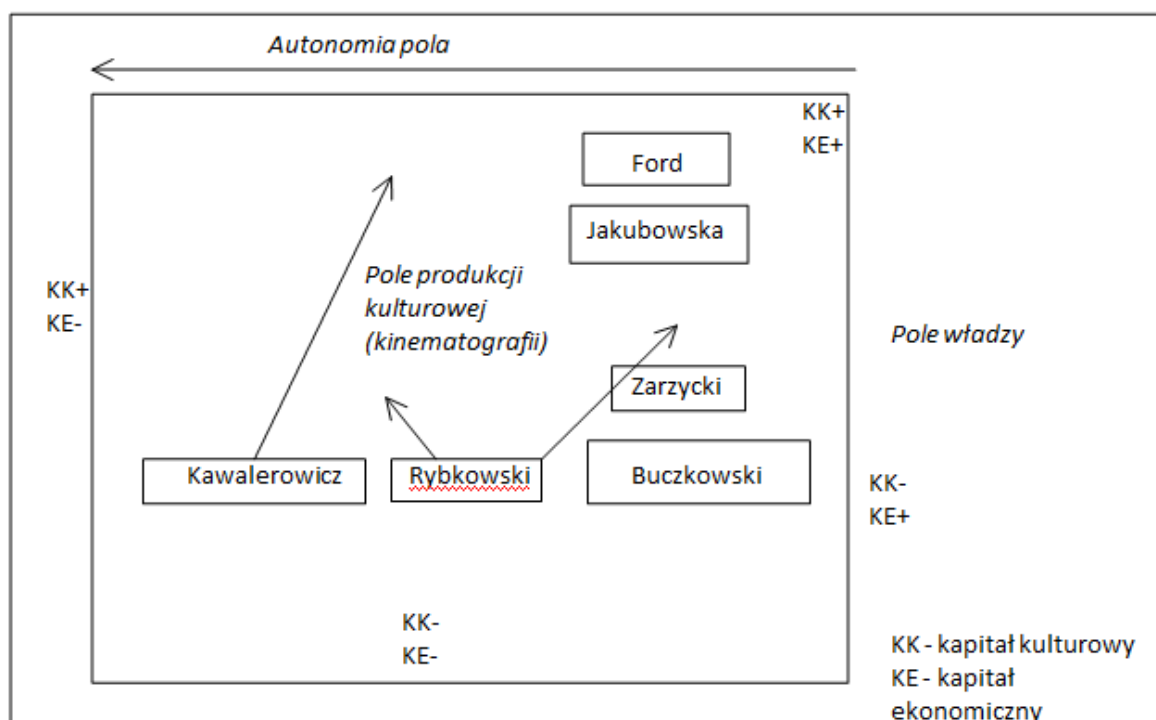 Autonomia pola
KK+
KE+
Ford
Jakubowska
Pole produkcji
kulturowej
(kinematografii)
KK+
KE-
Pole władzy
Zarzycki
Kawalerowicz
Rybkowski
Buczkowski
KK-
KE+
KK-
KE-
KK - kapitał kulturowy
KE - kapitał
ekonomiczny